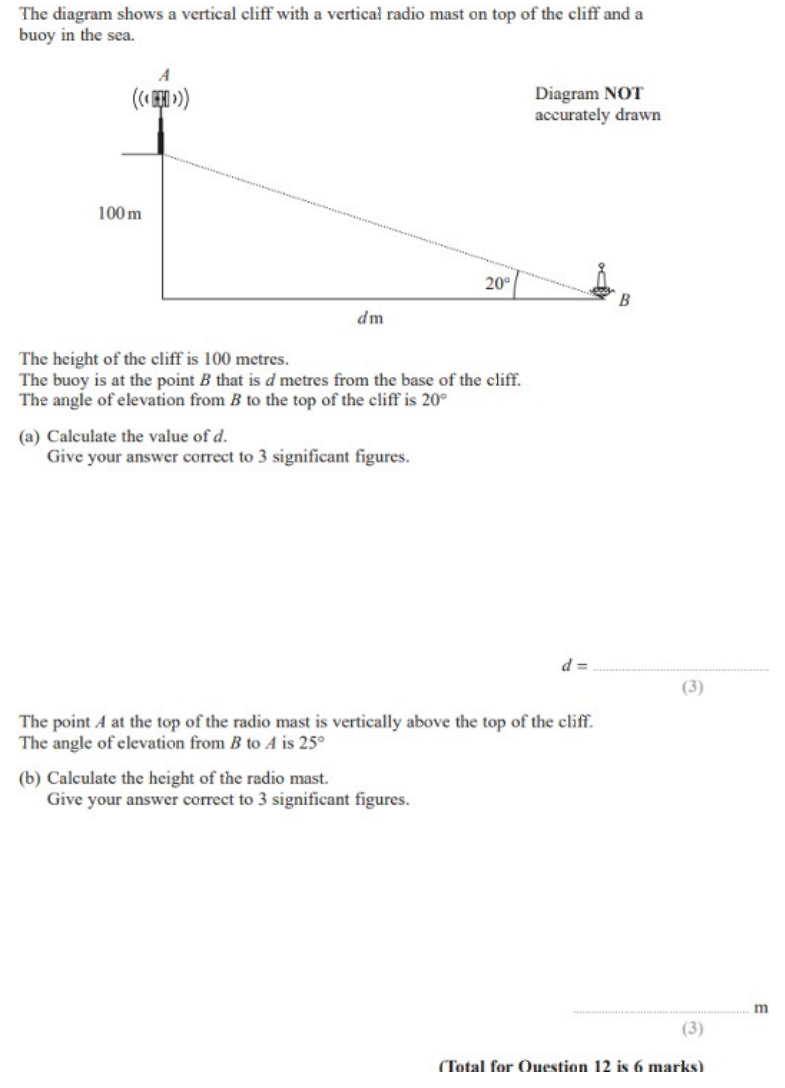 The diagram shows a vertical cliff with a vertical radio mast on top of the cliff and a
buoy in the sea.
A
Diagram NOT
accurately drawn
100 m
20°
B
d m
The height of the cliff is 100 metres.
The buoy is at the point B that is d metres from the base of the cliff.
The angle of elevation from B to the top of the cliff is 20°
(a) Calculate the value of d.
Give your answer correct to 3 significant figures.
d = ........................................
(3)
The point A at the top of the radio mast is vertically above the top of the cliff.
The angle of elevation from B to A is 25°
(b) Calculate the height of the radio mast.
Give your answer correct to 3 significant figures.
........................................ m
(3)
(Total for Question 12 is 6 marks)